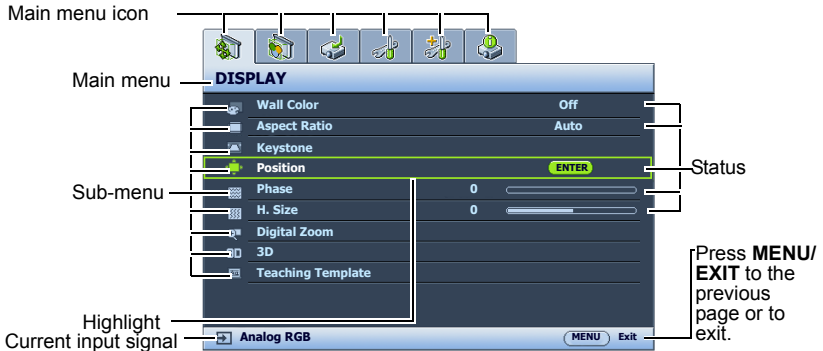 Main menu icon
Main menu
DISPLAY
Wall Color Off
Aspect Ratio Auto
Keystone
Position ENTER
Status
Sub-menu
Phase 0
H. Size 0
Digital Zoom
3D 3D
Teaching Template
Press MENU/
EXIT to the
previous
page or to
exit.
Highlight
Current input signal
Analog RGB
MENU Exit